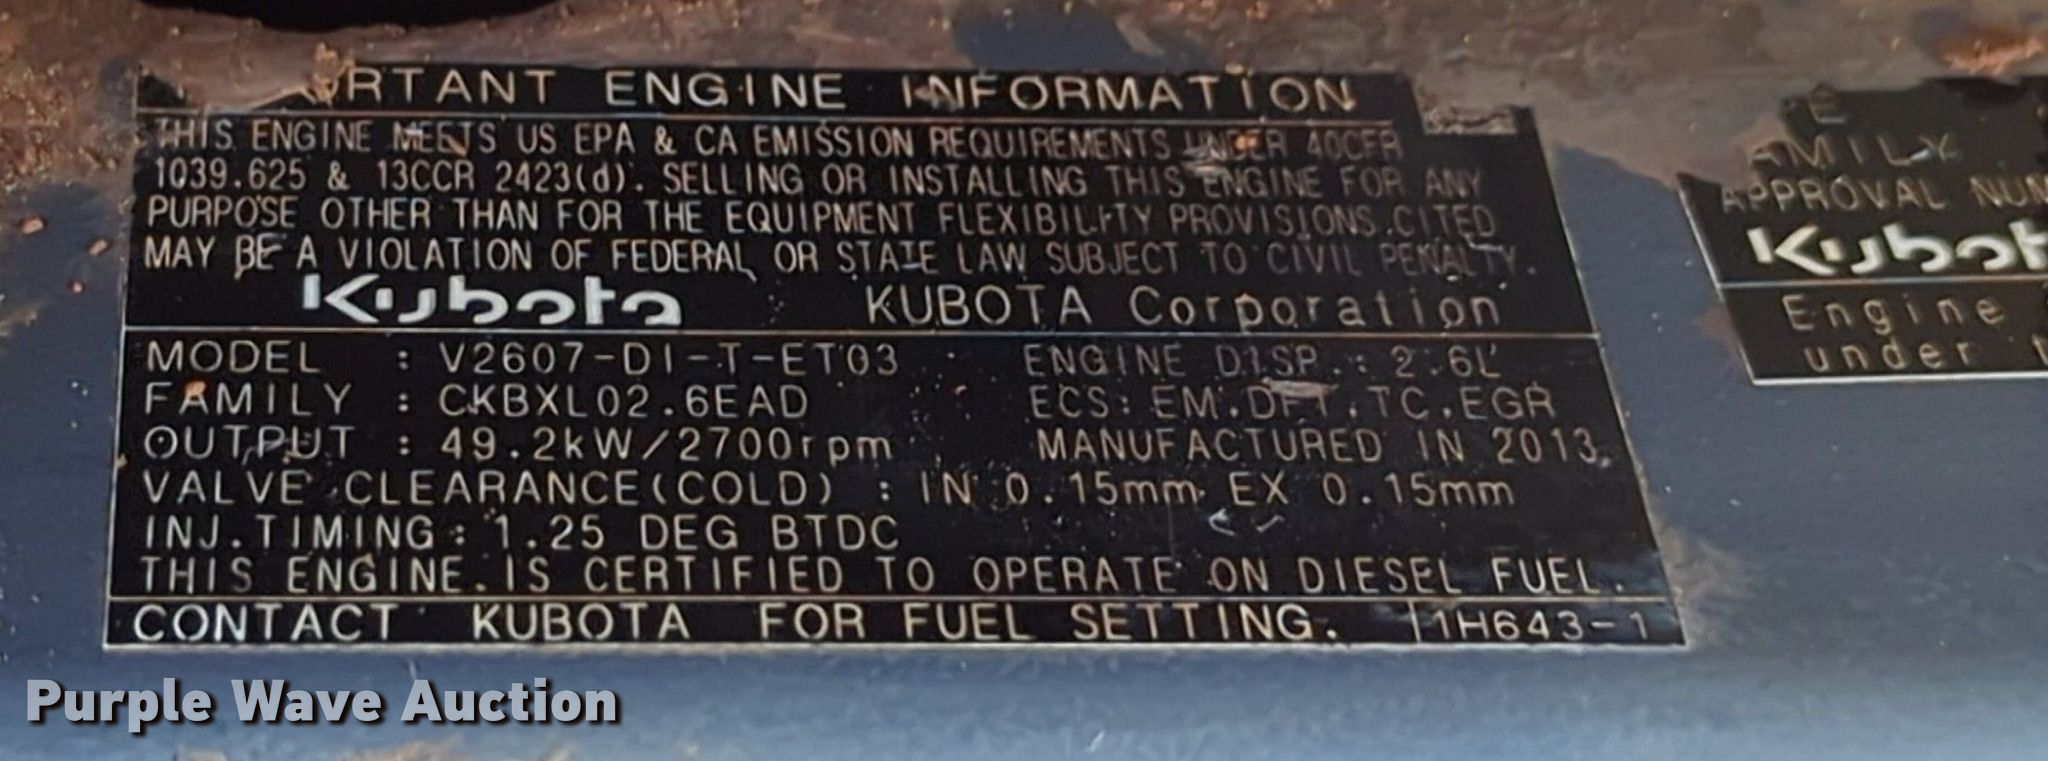 RTANT ENGINE INFORMATION
THIS ENGINE MEETS US EPA & CA EMISSION REQUIREMENTS UNDER 40CFR
1039.625 & 13CCR 2423(d). SELLING OR INSTALLING THIS ENGINE FOR ANY
PURPOSE OTHER THAN FOR THE EQUIPMENT FLEXIBILITY PROVISIONS CITED
MAY BE A VIOLATION OF FEDERAL OR STATE LAW SUBJECT TO CIVIL PENALTY.
Kubota KUBOTA Corporation
MODEL : V2607-DI-T-ET03 ENGINE DISP.: 2.6L
FAMILY : CKBXL02.6EAD ECS: EM.DFI.TC.EGR
OUTPUT : 49.2kW/2700rpm MANUFACTURED IN 2013
VALVE CLEARANCE(COLD) : IN 0.15mm EX 0.15mm
INJ.TIMING: 1.25 DEG BTDC
THIS ENGINE IS CERTIFIED TO OPERATE ON DIESEL FUEL.
CONTACT KUBOTA FOR FUEL SETTING. 1H643-1
E
AMILY
APPROVAL NUM
Kubot
Engine
under t
Purple Wave Auction